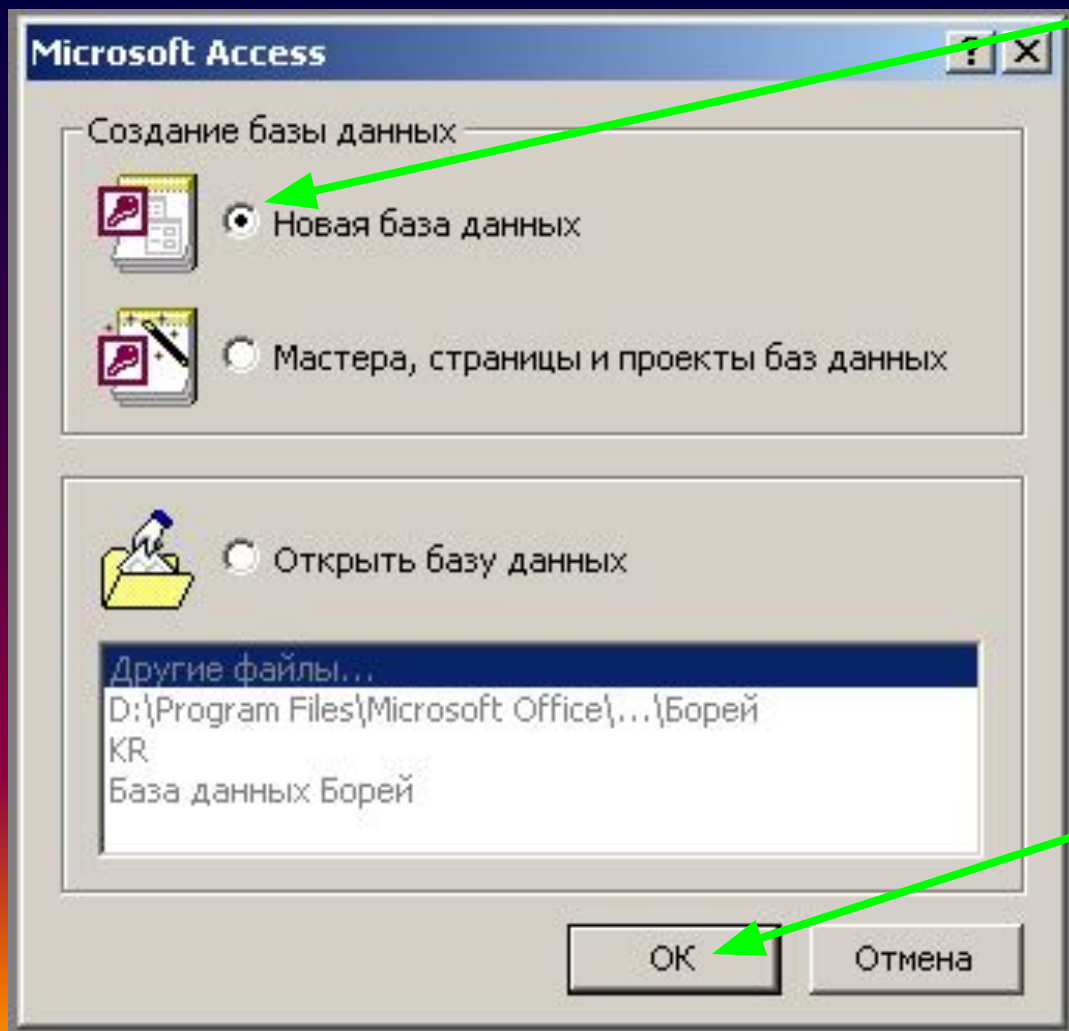 Microsoft Access
Создание базы данных
Новая база данных
Мастера, страницы и проекты баз данных
Открыть базу данных
Другие файлы...
D:\Program Files\Microsoft Office\...\Борей
KR
База данных Борей
ОК Отмена